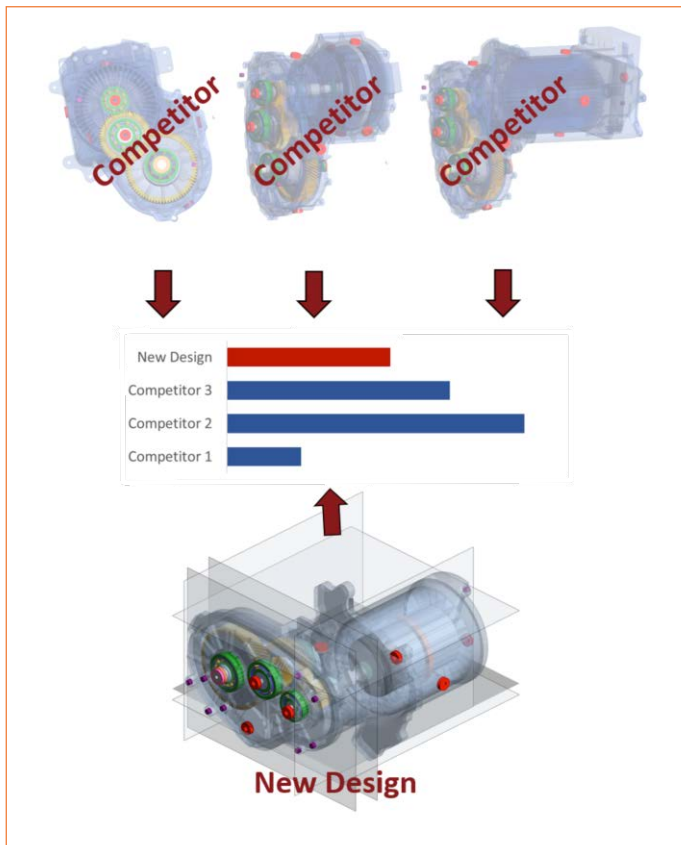 Competitor
Competitor
Competitor
New Design
Competitor 3
Competitor 2
Competitor 1
New Design